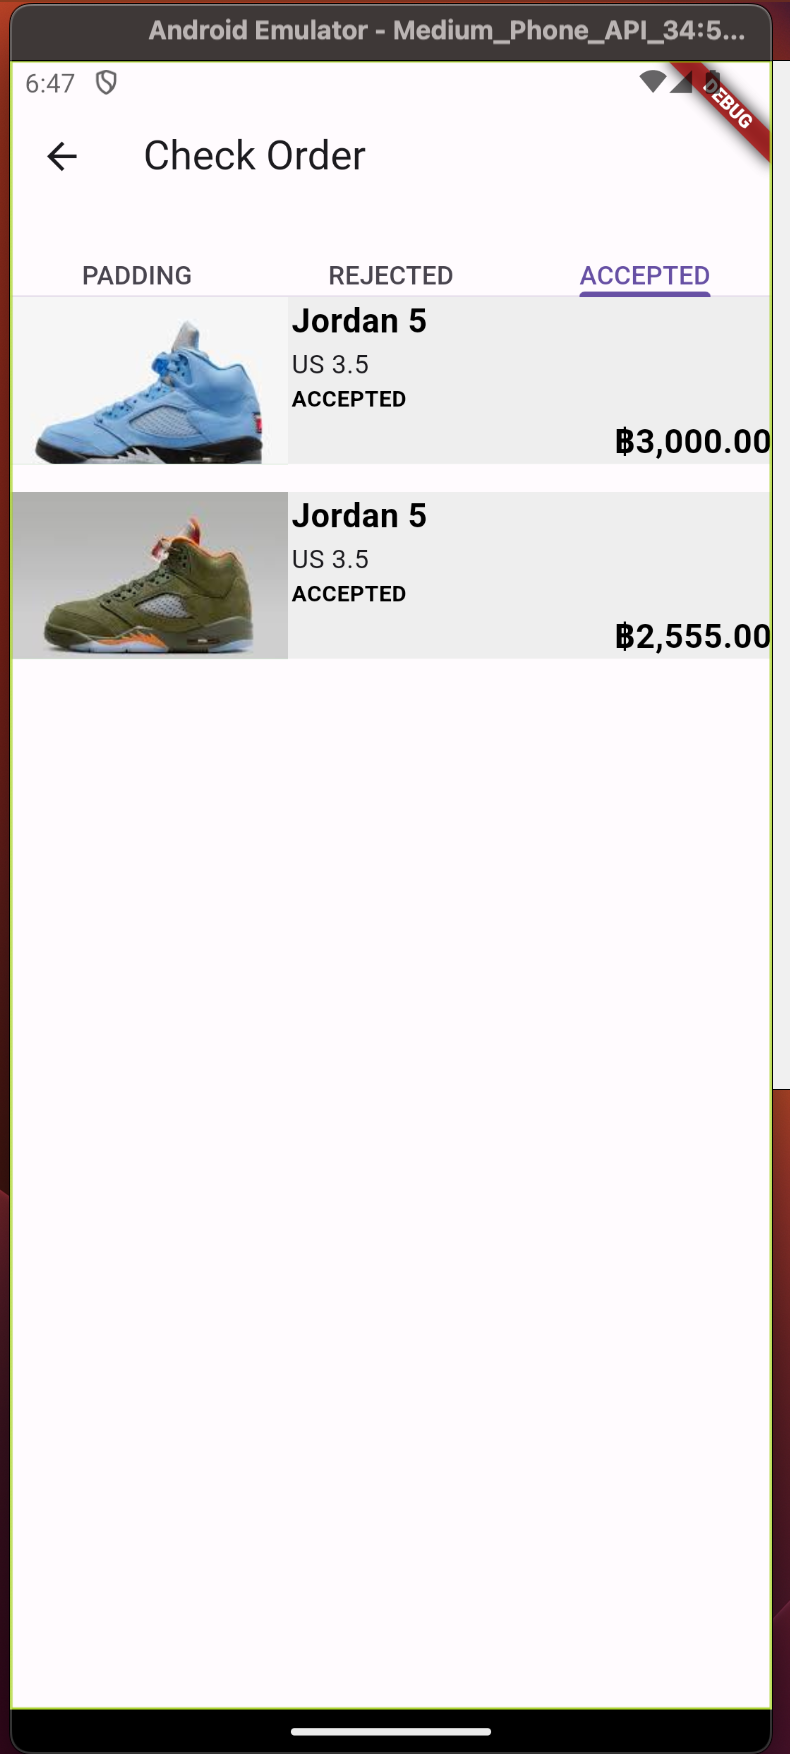 Android Emulator - Medium_Phone_API_34:5...
6:47
DEBUG
Check Order
PADDING REJECTED ACCEPTED
Jordan 5
US 3.5
ACCEPTED
฿3,000.00
Jordan 5
US 3.5
ACCEPTED
฿2,555.00